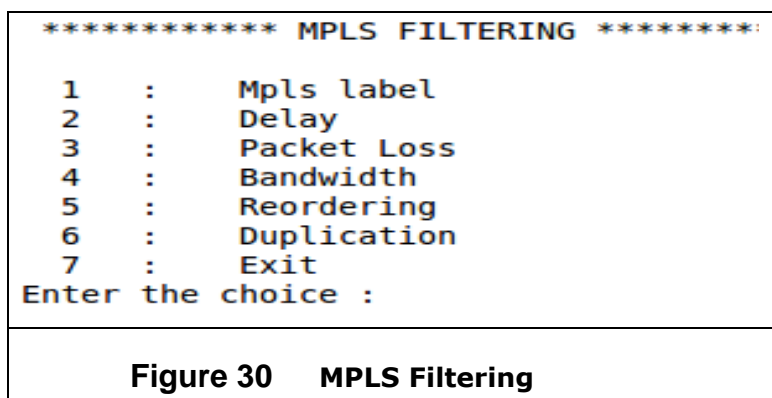 ************ MPLS FILTERING ********
1 : Mpls label
2 : Delay
3 : Packet Loss
4 : Bandwidth
5 : Reordering
6 : Duplication
7 : Exit
Enter the choice :
Figure 30 MPLS Filtering